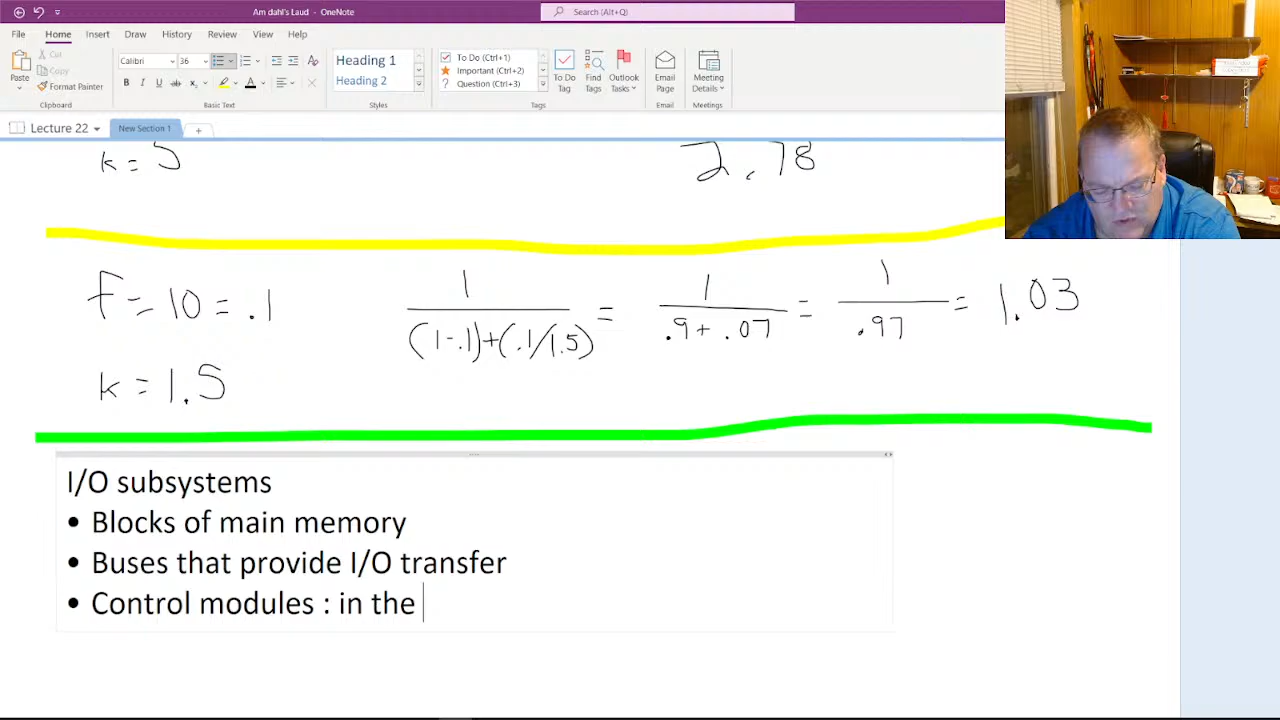 Am dahl's Laud - OneNote
Search (Alt+Q)
File Home Insert Draw History Review View Help
Paste
Cut
Copy
Format Painter
Clipboard
Calibri 36
B I U ab
Basic Text
Heading 1
Heading 2
Styles
To Do (Ctrl+1)
Important (Ctrl+2)
Question (Ctrl+3)
To Do Tag
Find Tags
Outlook Tasks
Tags
Email Page
Email
Meeting Details
Meetings
Lecture 22
New Section 1
k = 5 2.78
f = 10 = .1
1 / (1-.1)+(.1/1.5) = 1 / .9 + .07 = 1 / .97 = 1.03
k = 1.5
I/O subsystems
• Blocks of main memory
• Buses that provide I/O transfer
• Control modules : in the